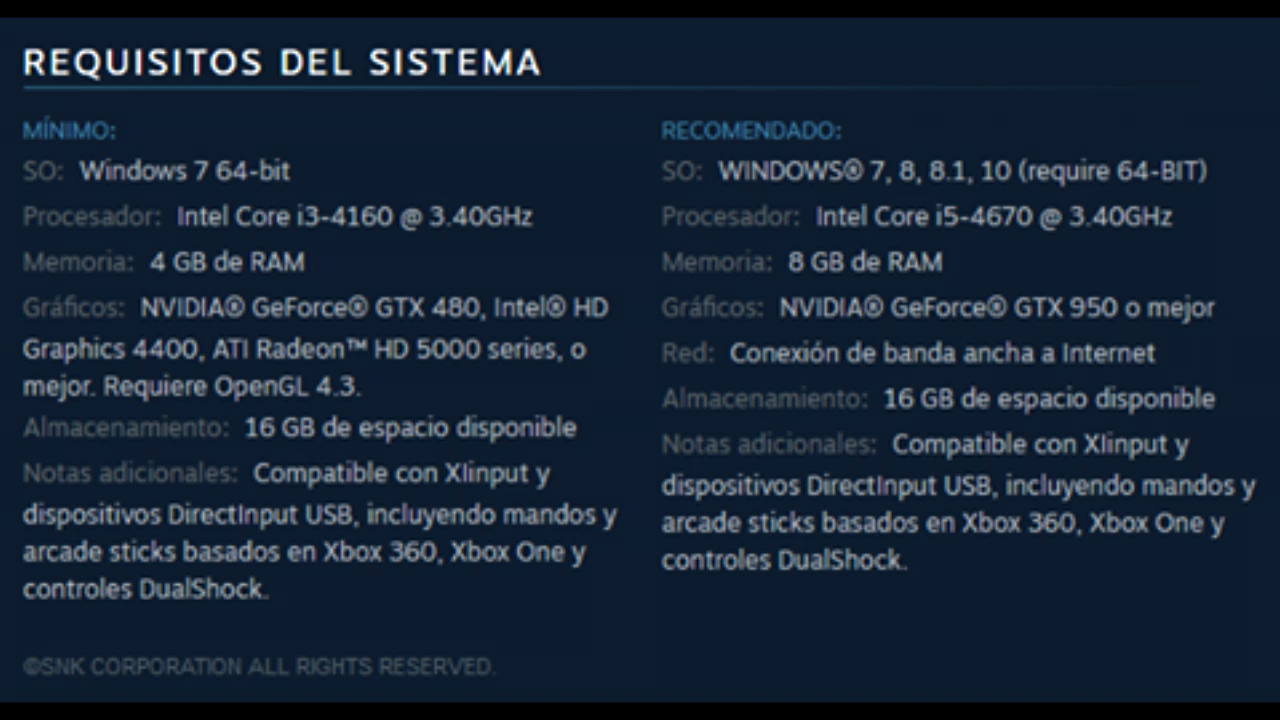 REQUISITOS DEL SISTEMA
MÍNIMO:
SO: Windows 7 64-bit
Procesador: Intel Core i3-4160 @ 3.40GHz
Memoria: 4 GB de RAM
Gráficos: NVIDIA® GeForce® GTX 480, Intel® HD
Graphics 4400, ATI Radeon™ HD 5000 series, o
mejor. Requiere OpenGL 4.3.
Almacenamiento: 16 GB de espacio disponible
Notas adicionales: Compatible con XIinput y
dispositivos DirectInput USB, incluyendo mandos y
arcade sticks basados en Xbox 360, Xbox One y
controles DualShock.
RECOMENDADO:
SO: WINDOWS® 7, 8, 8.1, 10 (require 64-BIT)
Procesador: Intel Core i5-4670 @ 3.40GHz
Memoria: 8 GB de RAM
Gráficos: NVIDIA® GeForce® GTX 950 o mejor
Red: Conexión de banda ancha a Internet
Almacenamiento: 16 GB de espacio disponible
Notas adicionales: Compatible con XIinput y
dispositivos DirectInput USB, incluyendo mandos y
arcade sticks basados en Xbox 360, Xbox One y
controles DualShock.
©SNK CORPORATION ALL RIGHTS RESERVED.